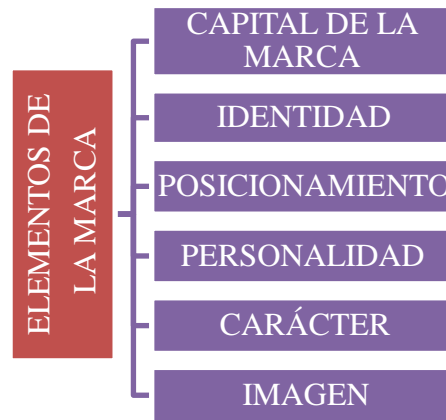 ELEMENTOS DE
LA MARCA
CAPITAL DE LA
MARCA
IDENTIDAD
POSICIONAMIENTO
PERSONALIDAD
CARÁCTER
IMAGEN